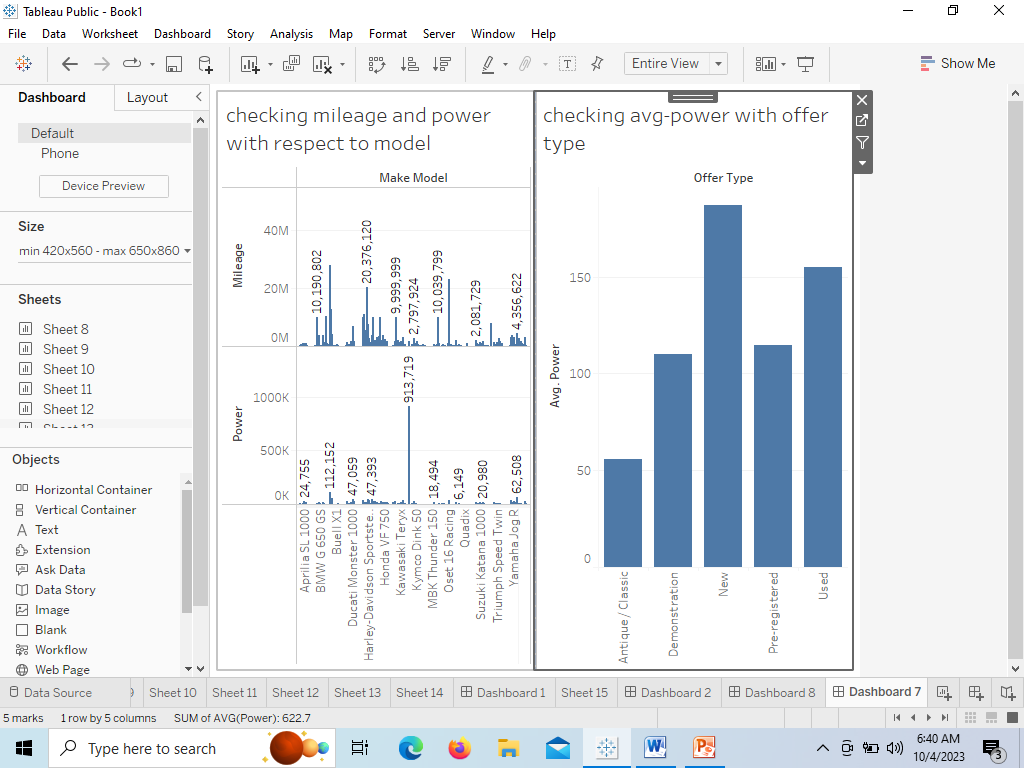 Tableau Public - Book1
File Data Worksheet Dashboard Story Analysis Map Format Server Window Help
Entire View
Show Me
Dashboard Layout
Default
Phone
Device Preview
Size
min 420x560 - max 650x860
Sheets
Sheet 8
Sheet 9
Sheet 10
Sheet 11
Sheet 12
Objects
Horizontal Container
Vertical Container
Text
Extension
Ask Data
Data Story
Image
Blank
Workflow
Web Page
checking mileage and power
with respect to model
Make Model
Mileage
40M
20M
0M
10,190,802
20,376,120
9,999,999
2,797,924
10,039,799
2,081,729
4,356,622
Power
1000K
500K
0K
24,755
112,152
47,059
47,393
913,719
18,494
6,149
20,980
62,508
Aprilia SL 1000
BMW G 650 GS
Buell X1
Ducati Monster 1000
Harley-Davidson Sportste..
Honda VF 750
Kawasaki Teryx
Kymco Dink 50
MBK Thunder 150
Oset 16 Racing
Quadix
Suzuki Katana 1000
Triumph Speed Twin
Yamaha Jog R
checking avg-power with offer
type
Offer Type
Avg. Power
150
100
50
0
Antique / Classic
Demonstration
New
Pre-registered
Used
Data Source 9 Sheet 10 Sheet 11 Sheet 12 Sheet 13 Sheet 14 Dashboard 1 Sheet 15 Dashboard 2 Dashboard 8 Dashboard 7
5 marks 1 row by 5 columns SUM of AVG(Power): 622.7
Type here to search
6:40 AM
10/4/2023
3